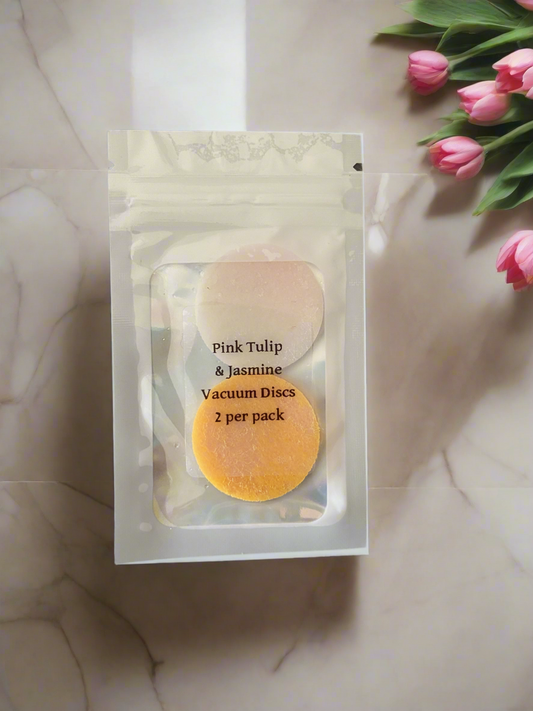 Pink Tulip
& Jasmine
Vacuum Discs
2 per pack